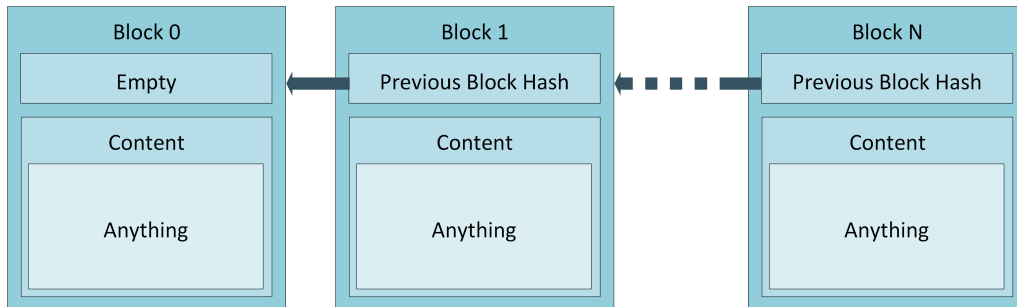 Block 0
Empty
Content
Anything
Block 1
Previous Block Hash
Content
Anything
Block N
Previous Block Hash
Content
Anything